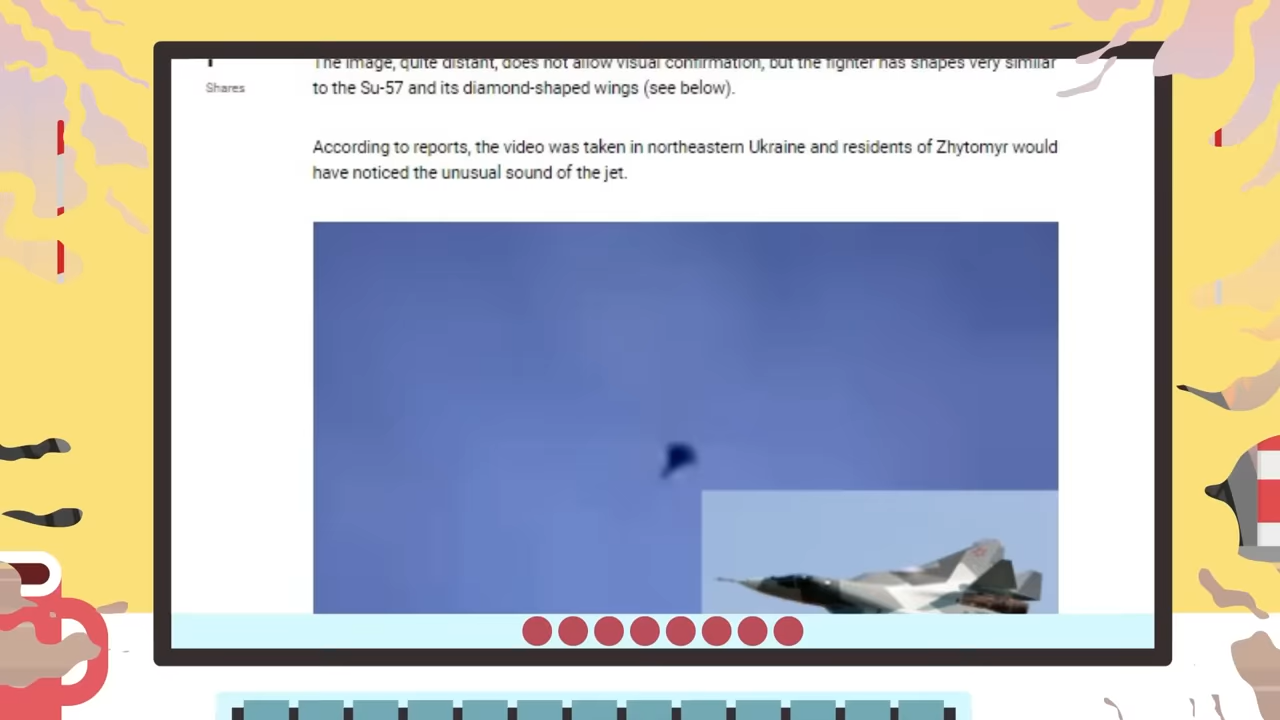 The image, quite distant, does not allow visual confirmation, but the fighter has shapes very similar
Shares
to the Su-57 and its diamond-shaped wings (see below).
According to reports, the video was taken in northeastern Ukraine and residents of Zhytomyr would
have noticed the unusual sound of the jet.